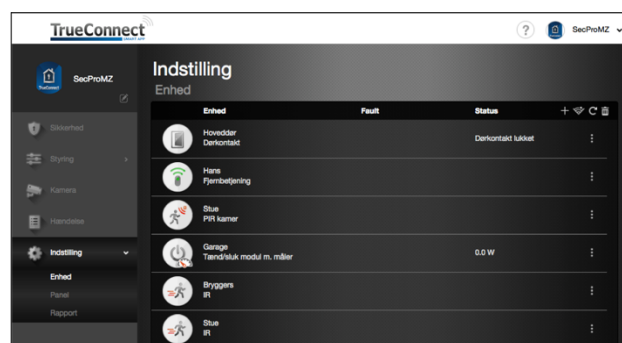 TrueConnect
SMART APP
?
SecProMZ
TrueConnect
SecProMZ
Sikkerhed
Styring
Kamera
Hændelse
Indstilling
Enhed
Panel
Rapport
Indstilling
Enhed
Enhed Fault Status
Hoveddør
Dørkontakt Dørkontakt lukket
Hans
Fjernbetjening
Stue
PIR kamer
Garage
Tænd/sluk modul m. måler 0.0 W
Bryggers
IR
Stue
IR